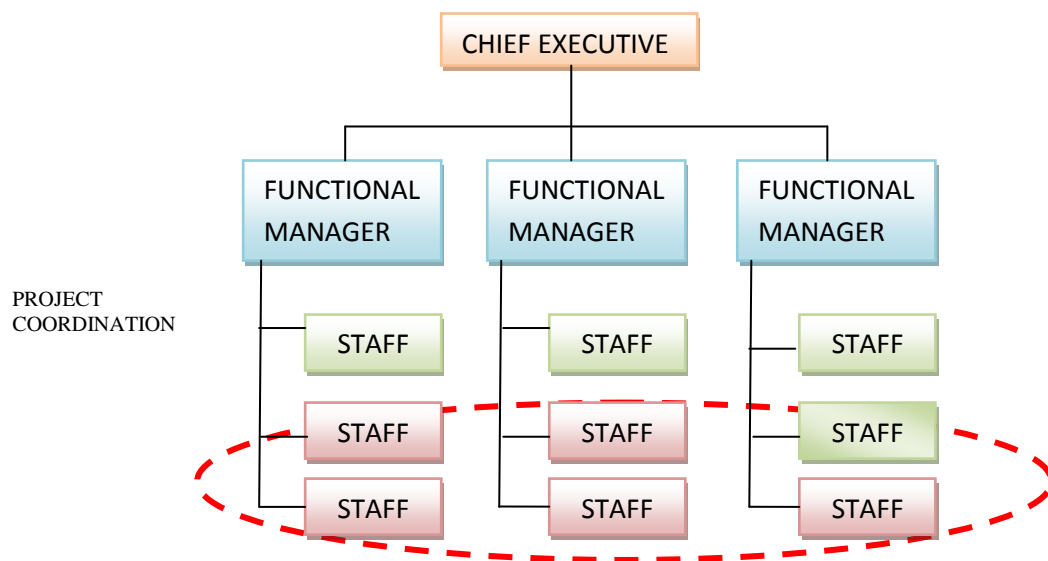 CHIEF EXECUTIVE
FUNCTIONAL
MANAGER
FUNCTIONAL
MANAGER
FUNCTIONAL
MANAGER
PROJECT
COORDINATION
STAFF
STAFF
STAFF
STAFF
STAFF
STAFF
STAFF
STAFF
STAFF